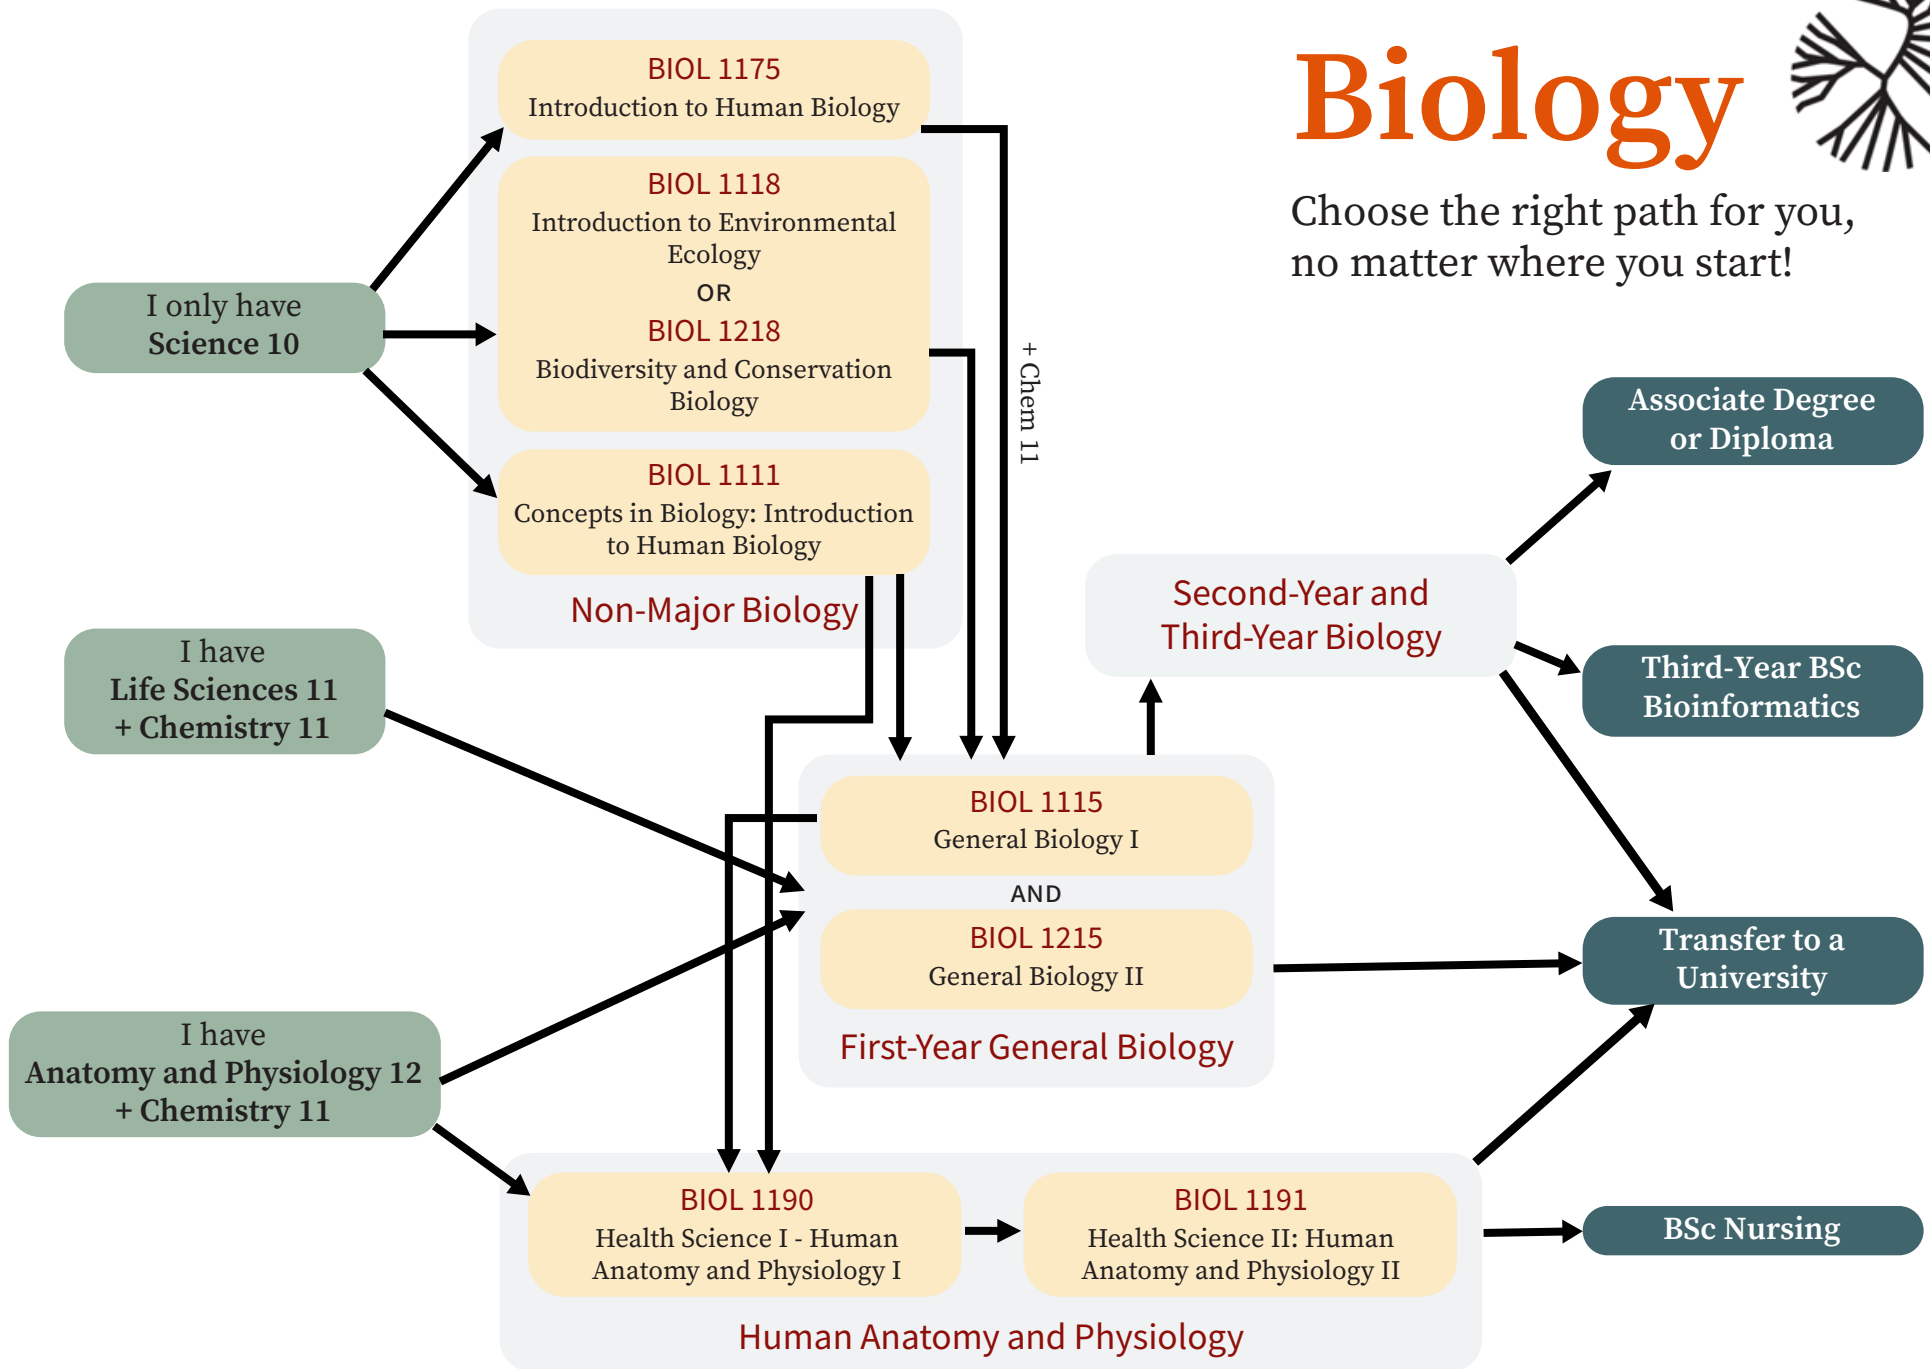 Biology
Choose the right path for you,
no matter where you start!
I only have
Science 10
I have
Life Sciences 11
+ Chemistry 11
I have
Anatomy and Physiology 12
+ Chemistry 11
BIOL 1175
Introduction to Human Biology
BIOL 1118
Introduction to Environmental
Ecology
OR
BIOL 1218
Biodiversity and Conservation
Biology
BIOL 1111
Concepts in Biology: Introduction
to Human Biology
Non-Major Biology
+ Chem 11
BIOL 1115
General Biology I
AND
BIOL 1215
General Biology II
First-Year General Biology
BIOL 1190
Health Science I - Human
Anatomy and Physiology I
BIOL 1191
Health Science II: Human
Anatomy and Physiology II
Human Anatomy and Physiology
Second-Year and
Third-Year Biology
Associate Degree
or Diploma
Third-Year BSc
Bioinformatics
Transfer to a
University
BSc Nursing